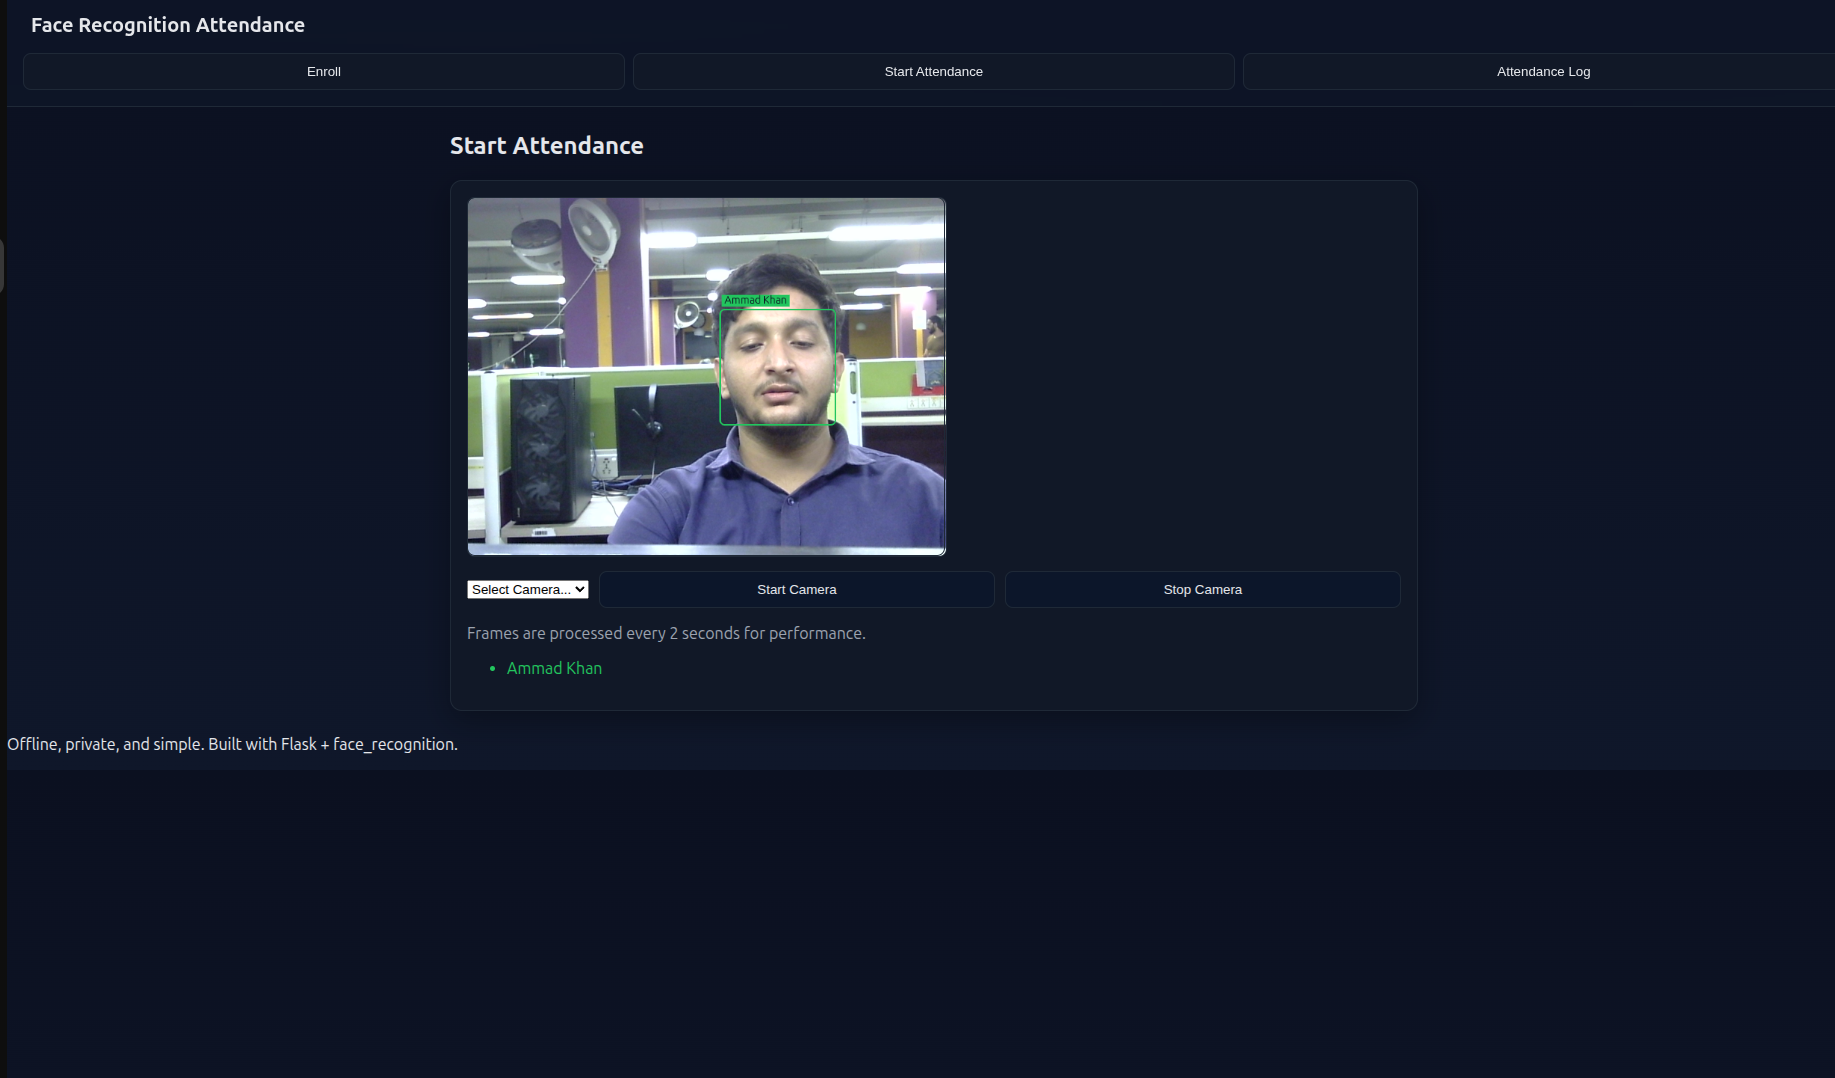 Face Recognition Attendance
Enroll
Start Attendance
Attendance Log
Start Attendance
Ammad Khan
Select Camera...
Start Camera
Stop Camera
Frames are processed every 2 seconds for performance.
Ammad Khan
Offline, private, and simple. Built with Flask + face_recognition.